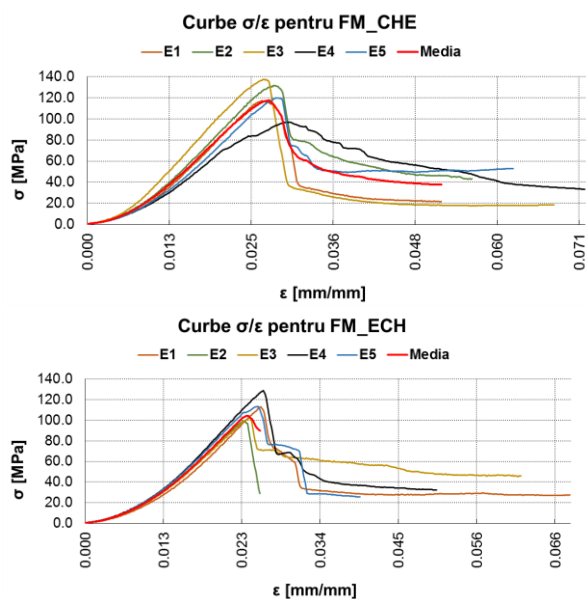 Curbe σ/ε pentru FM_CHE
E1 E2 E3 E4 E5 Media
140.0
120.0
100.0
80.0
60.0
40.0
20.0
0.0
σ [MPa]
0.000 0.013 0.025 0.036 0.048 0.060 0.071
ε [mm/mm]
Curbe σ/ε pentru FM_ECH
E1 E2 E3 E4 E5 Media
140.0
120.0
100.0
80.0
60.0
40.0
20.0
0.0
σ [MPa]
0.000 0.013 0.023 0.034 0.045 0.056 0.066
ε [mm/mm]